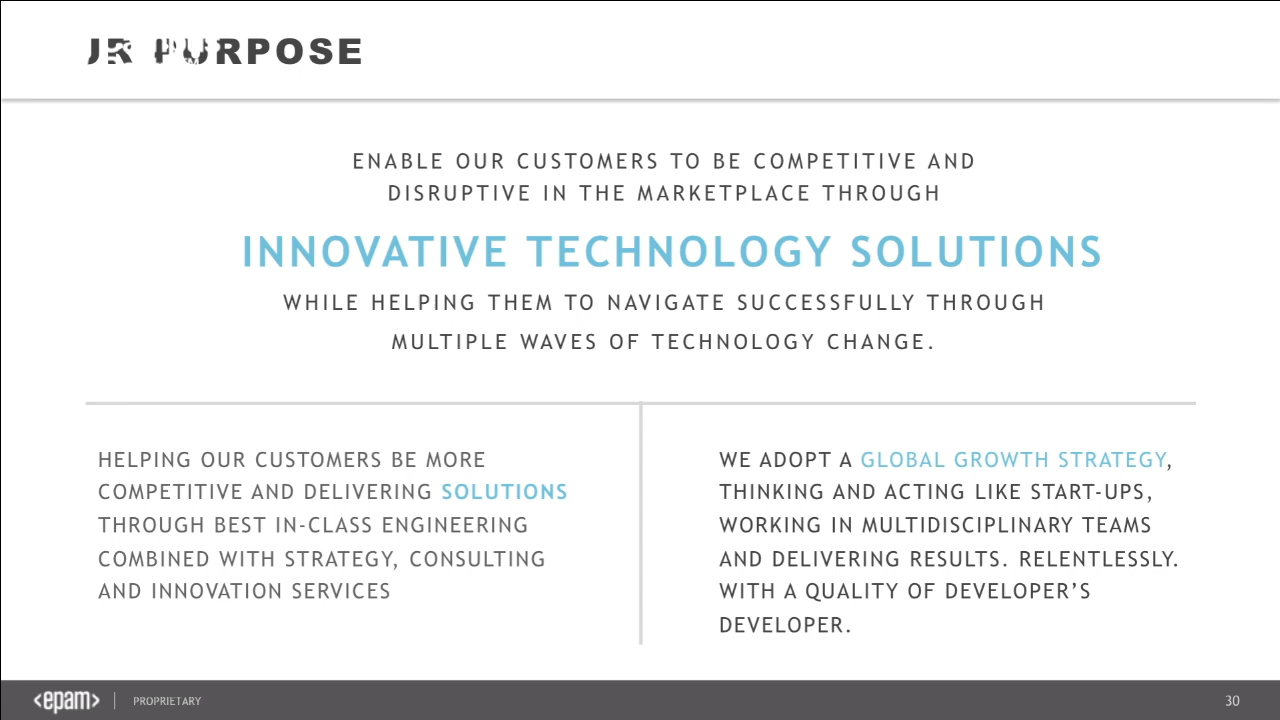 PURPOSE
ENABLE OUR CUSTOMERS TO BE COMPETITIVE AND
DISRUPTIVE IN THE MARKETPLACE THROUGH
INNOVATIVE TECHNOLOGY SOLUTIONS
WHILE HELPING THEM TO NAVIGATE SUCCESSFULLY THROUGH
MULTIPLE WAVES OF TECHNOLOGY CHANGE.
HELPING OUR CUSTOMERS BE MORE
COMPETITIVE AND DELIVERING SOLUTIONS
THROUGH BEST IN-CLASS ENGINEERING
COMBINED WITH STRATEGY, CONSULTING
AND INNOVATION SERVICES
WE ADOPT A GLOBAL GROWTH STRATEGY,
THINKING AND ACTING LIKE START-UPS,
WORKING IN MULTIDISCIPLINARY TEAMS
AND DELIVERING RESULTS. RELENTLESSLY.
WITH A QUALITY OF DEVELOPER’S
DEVELOPER.
<epam> | PROPRIETARY
30